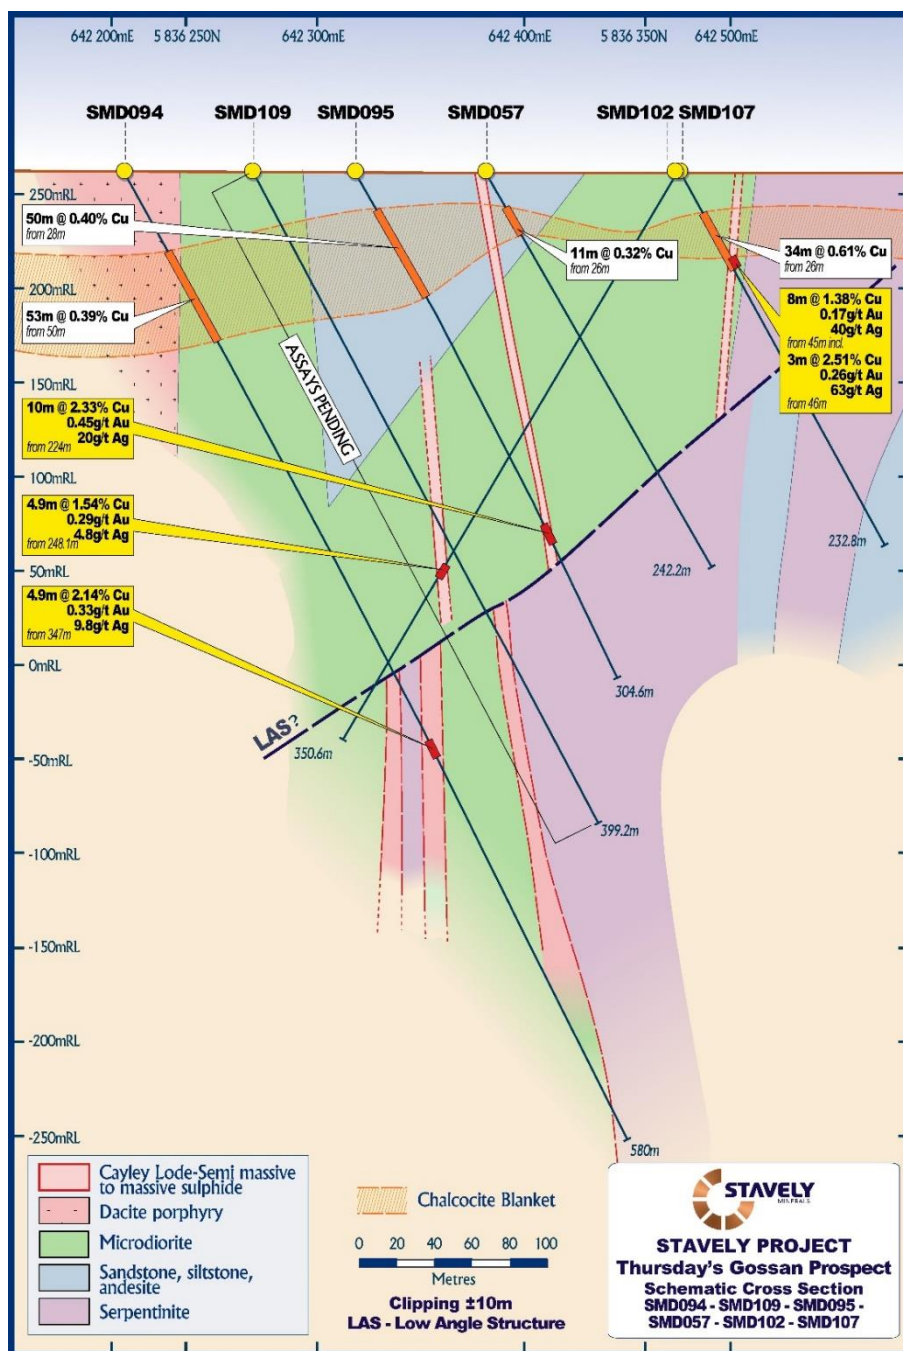 642 200mE 5 836 250N 642 300mE 642 400mE 5 836 350N 642 500mE
SMD094 SMD109 SMD095 SMD057 SMD102 SMD107
250mRL
200mRL
150mRL
100mRL
50mRL
0mRL
-50mRL
-100mRL
-150mRL
-200mRL
-250mRL
50m @ 0.40% Cu
from 28m
53m @ 0.39% Cu
from 50m
11m @ 0.32% Cu
from 26m
34m @ 0.61% Cu
from 26m
8m @ 1.38% Cu
0.17g/t Au
40g/t Ag
from 45m incl.
3m @ 2.51% Cu
0.26g/t Au
63g/t Ag
from 46m
10m @ 2.33% Cu
0.45g/t Au
20g/t Ag
from 224m
4.9m @ 1.54% Cu
0.29g/t Au
4.8g/t Ag
from 248.1m
4.9m @ 2.14% Cu
0.33g/t Au
9.8g/t Ag
from 347m
ASSAYS PENDING
232.8m
242.2m
304.6m
LAS?
350.6m
399.2m
580m
Cayley Lode-Semi massive
to massive sulphide
Dacite porphyry
Microdiorite
Sandstone, siltstone,
andesite
Serpentinite
Chalcocite Blanket
0 20 40 60 80 100
Metres
Clipping ±10m
LAS - Low Angle Structure
STAVELY
MINERALS
STAVELY PROJECT
Thursday's Gossan Prospect
Schematic Cross Section
SMD094 - SMD109 - SMD095 -
SMD057 - SMD102 - SMD107